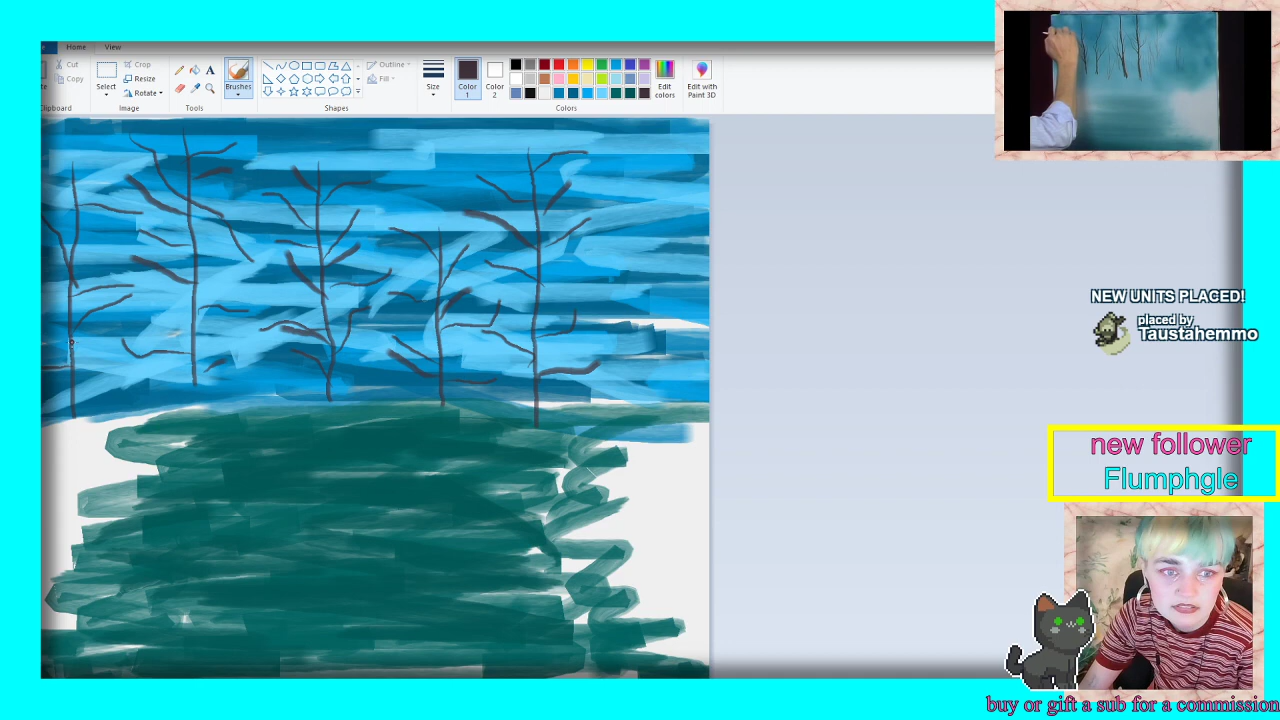 Home View
Cut
Copy
Clipboard
Select
Crop
Resize
Rotate
Image
A
Tools
Brushes
Outline
Fill
Shapes
Size
Color
1
Color
2
Edit
colors
Colors
Edit with
Paint 3D
NEW UNITS PLACED!
placed by
Taustahemmo
new follower
Flumphgle
buy or gift a sub for a commission